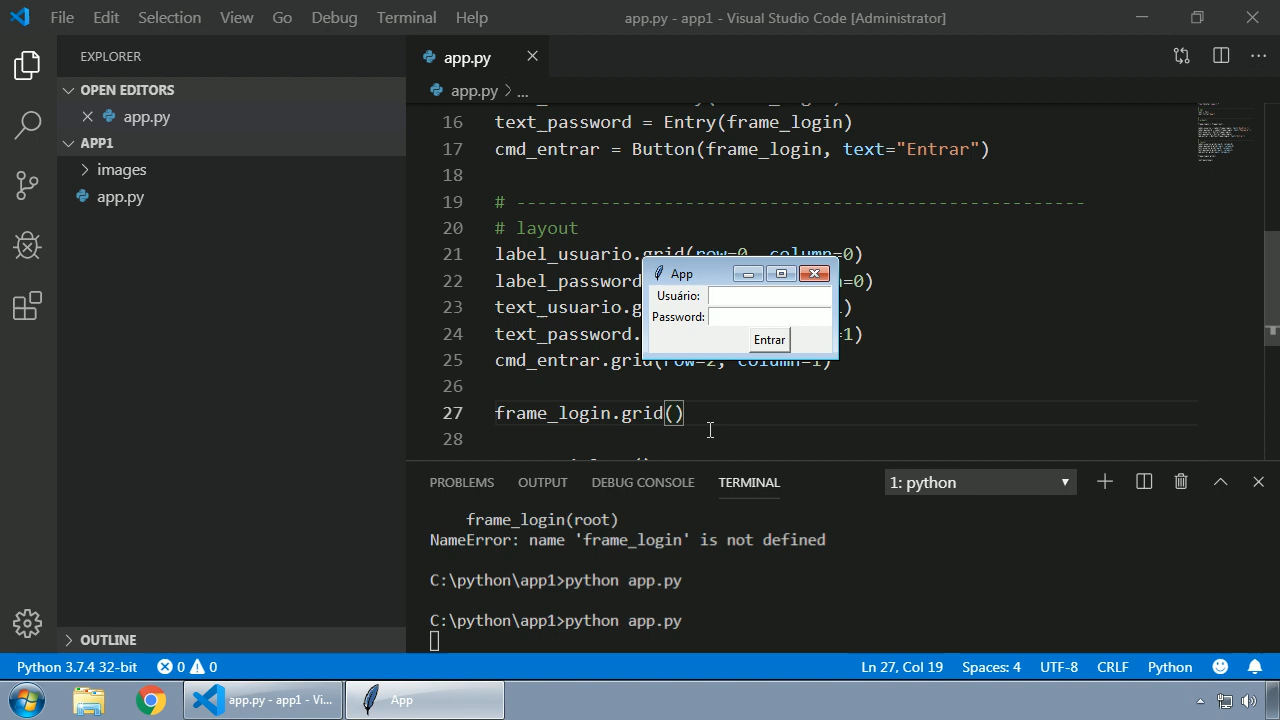 File Edit Selection View Go Debug Terminal Help
app.py - app1 - Visual Studio Code [Administrator]
EXPLORER
OPEN EDITORS
app.py
APP1
images
app.py
OUTLINE
app.py
app.py > ...
16 text_password = Entry(frame_login)
17 cmd_entrar = Button(frame_login, text="Entrar")
18
19 # ------------------------------------------------------
20 # layout
21 label_usuario.grid(row=0, column=0)
22 label_password =0)
23 text_usuario.g )
24 text_password. =1)
25 cmd_entrar.grid(row=2, column=1)
26
27 frame_login.grid()
28
App
Usuário:
Password:
Entrar
PROBLEMS OUTPUT DEBUG CONSOLE TERMINAL
1: python
frame_login(root)
NameError: name 'frame_login' is not defined
C:\python\app1>python app.py
C:\python\app1>python app.py
Python 3.7.4 32-bit 0 0 Ln 27, Col 19 Spaces: 4 UTF-8 CRLF Python
app.py - app1 - Vi... App